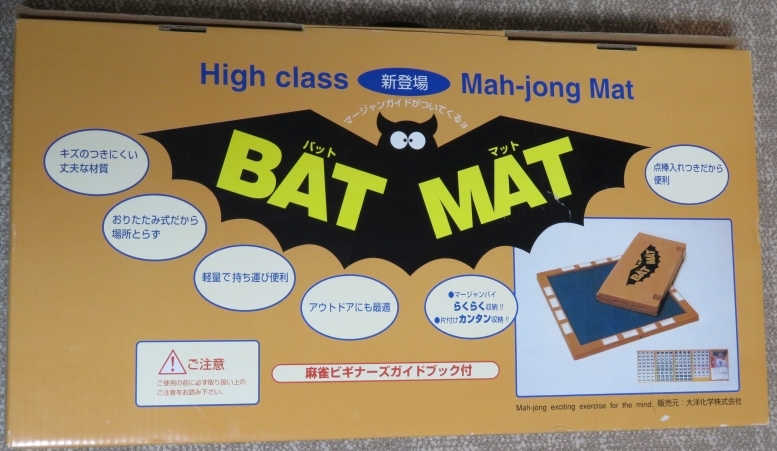 High class 新登場 Mah-jong Mat
マージャンガイドがついてくるョ
バット マット
BAT MAT
キズのつきにくい
丈夫な材質
おりたたみ式だから
場所とらず
軽量で持ち運び便利
アウトドアにも最適
●マージャンパイ
らくらく収納!!
●片付けカンタン収納!!
点棒入れつきだから
便利
BAT MAT
ご注意
ご使用の前に必ず取り扱い上の
ご注意をお読み下さい。
麻雀ビギナーズガイドブック付
Mah-jong exciting exercise for the mind. 販売元:大洋化学株式会社